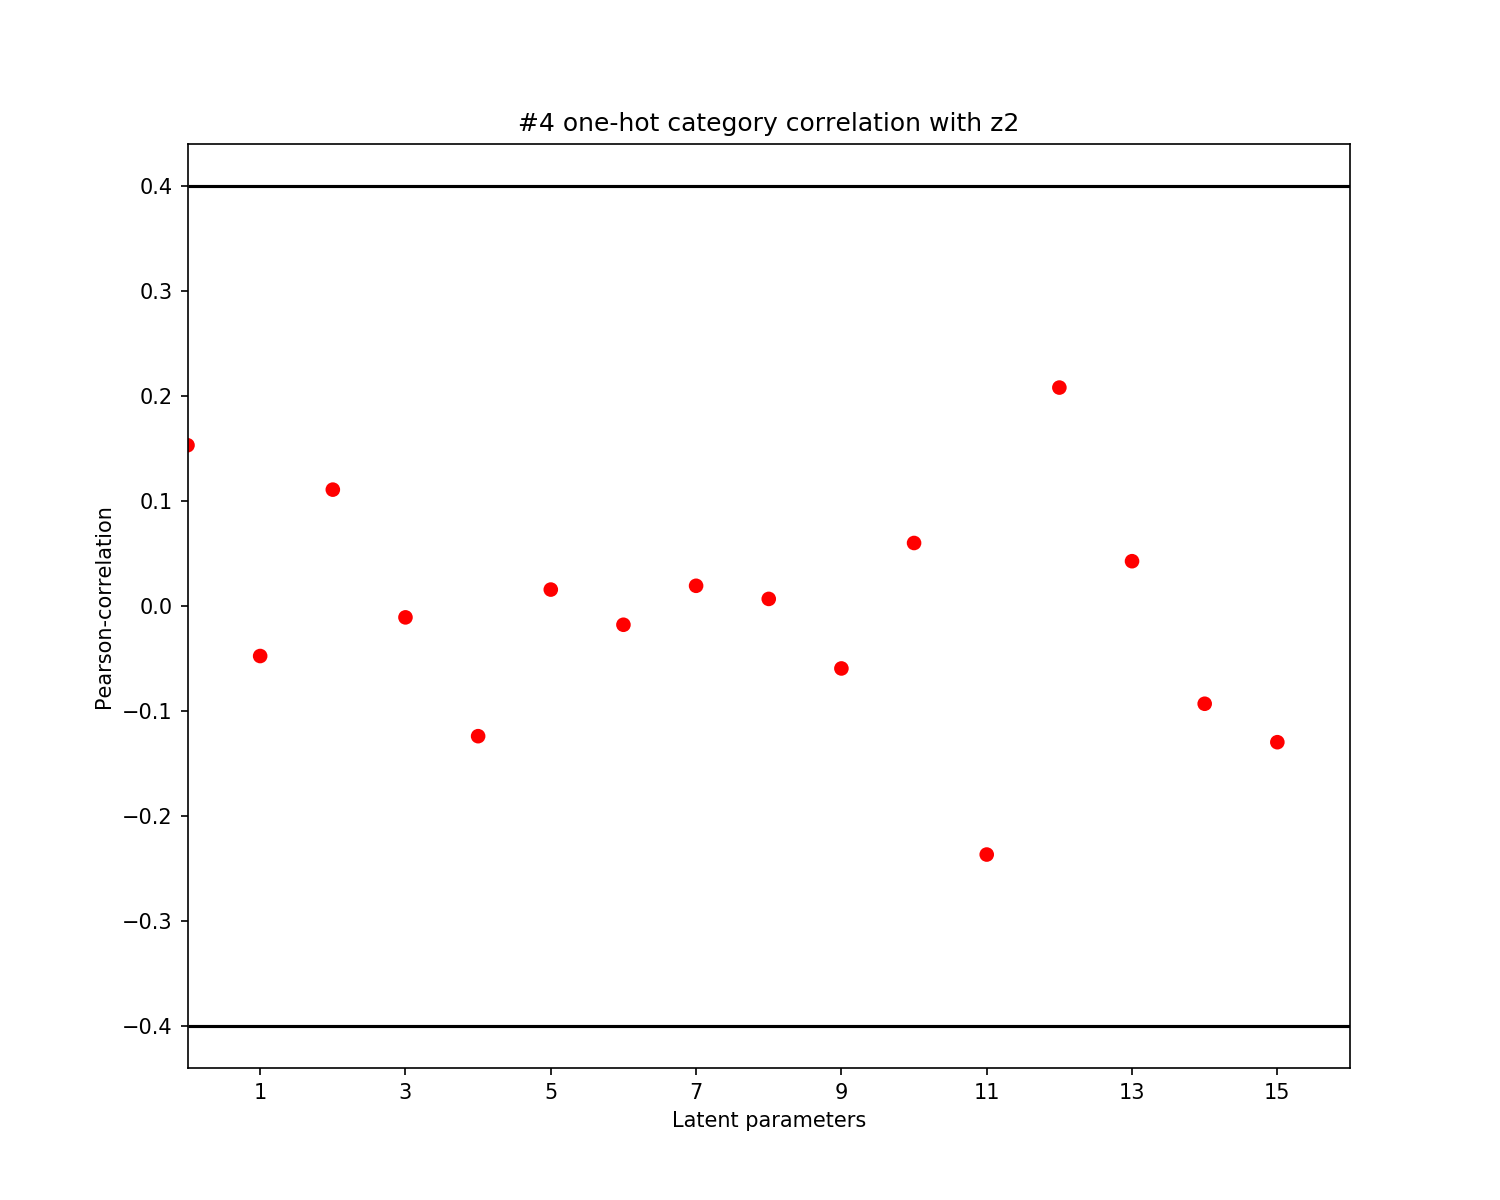 #4 one-hot category correlation with z2
0.4
0.3
0.2
0.1
0.0
−0.1
−0.2
−0.3
−0.4
Pearson-correlation
1 3 5 7 9 11 13 15
Latent parameters